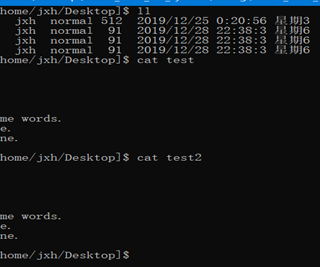 home/jxh/Desktop]$ ll
jxh normal 512 2019/12/25 0:20:56 星期3
jxh normal 91 2019/12/28 22:38:3 星期6
jxh normal 91 2019/12/28 22:38:3 星期6
jxh normal 91 2019/12/28 22:38:3 星期6
home/jxh/Desktop]$ cat test
me words.
e.
ne.
home/jxh/Desktop]$ cat test2
me words.
e.
ne.
home/jxh/Desktop]$